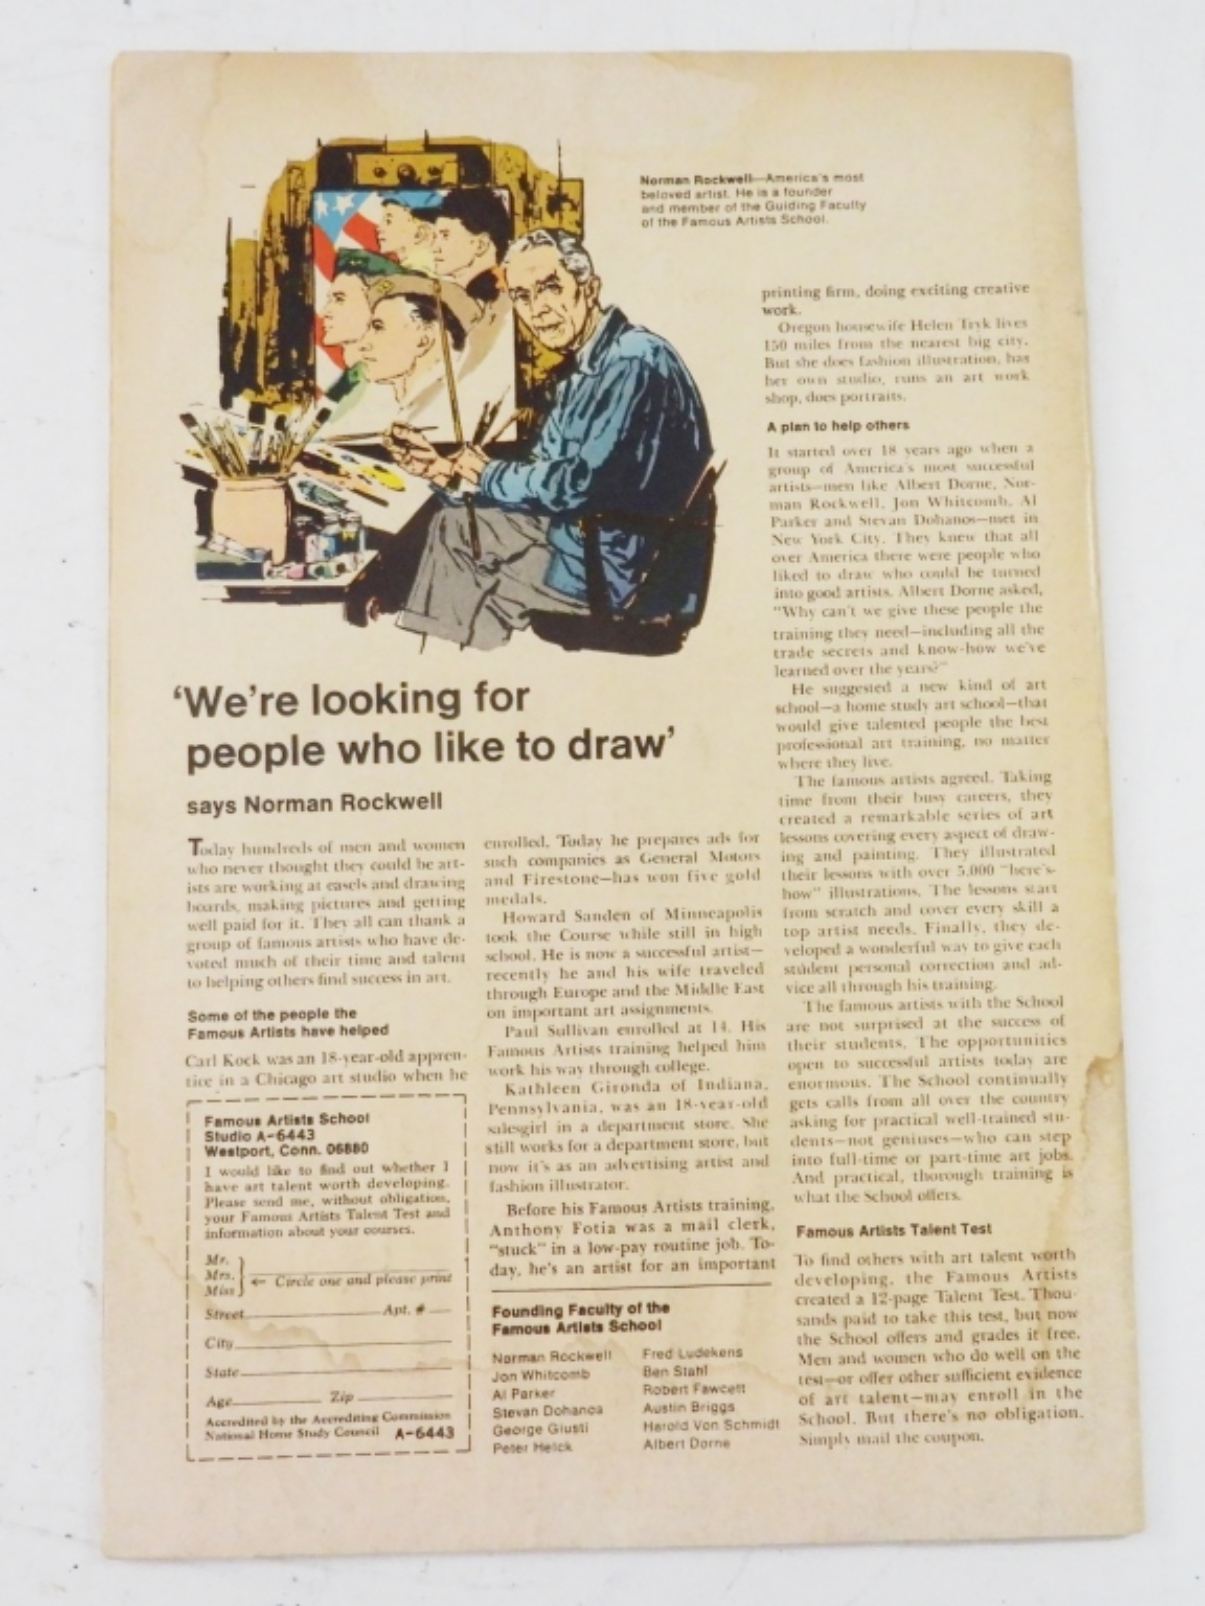 Norman Rockwell—America's most
beloved artist. He is a founder
and member of the Guiding Faculty
of the Famous Artists School.
'We're looking for
people who like to draw'
says Norman Rockwell
Today hundreds of men and women
who never thought they could be art-
ists are working at easels and drawing
boards, making pictures and getting
well paid for it. They all can thank a
group of famous artists who have de-
voted much of their time and talent
to helping others find success in art.
Some of the people the
Famous Artists have helped
Carl Kock was an 18-year-old appren-
tice in a Chicago art studio when he
enrolled. Today he prepares ads for
such companies as General Motors
and Firestone—has won five gold
medals.
Howard Sanden of Minneapolis
took the Course while still in high
school. He is now a successful artist—
recently he and his wife traveled
through Europe and the Middle East
on important art assignments.
Paul Sullivan enrolled at 14. His
Famous Artists training helped him
work his way through college.
Kathleen Gironda of Indiana,
Pennsylvania, was an 18-year-old
salesgirl in a department store. She
still works for a department store, but
now it's as an advertising artist and
fashion illustrator.
Before his Famous Artists training,
Anthony Fotia was a mail clerk,
"stuck" in a low-pay routine job. To-
day, he's an artist for an important
printing firm, doing exciting creative
work.
Oregon housewife Helen Tryk lives
150 miles from the nearest big city.
But she does fashion illustration, has
her own studio, runs an art work
shop, does portraits.
A plan to help others
It started over 18 years ago when a
group of America's most successful
artists—men like Albert Dorne, Nor-
man Rockwell, Jon Whitcomb, Al
Parker and Stevan Dohanos—met in
New York City. They knew that all
over America there were people who
liked to draw who could be turned
into good artists. Albert Dorne asked,
"Why can't we give these people the
training they need—including all the
trade secrets and know-how we've
learned over the years?"
He suggested a new kind of art
school—a home study art school—that
would give talented people the best
professional art training, no matter
where they live.
The famous artists agreed. Taking
time from their busy careers, they
created a remarkable series of art
lessons covering every aspect of draw-
ing and painting. They illustrated
their lessons with over 5,000 "here's-
how" illustrations. The lessons start
from scratch and cover every skill a
top artist needs. Finally, they de-
veloped a wonderful way to give each
student personal correction and ad-
vice all through his training.
The famous artists with the School
are not surprised at the success of
their students. The opportunities
open to successful artists today are
enormous. The School continually
gets calls from all over the country
asking for practical well-trained stu-
dents—not geniuses—who can step
into full-time or part-time art jobs.
And practical, thorough training is
what the School offers.
Famous Artists Talent Test
To find others with art talent worth
developing, the Famous Artists
created a 12-page Talent Test. Thou-
sands paid to take this test, but now
the School offers and grades it free.
Men and women who do well on the
test—or offer other sufficient evidence
of art talent—may enroll in the
School. But there's no obligation.
Simply mail the coupon.
Famous Artists School
Studio A-6443
Westport, Conn. 06880
I would like to find out whether I
have art talent worth developing.
Please send me, without obligation,
your Famous Artists Talent Test and
information about your courses.
Mr.
Mrs. ← Circle one and please print
Miss
Street Apt. #
City
State
Age Zip
Accredited by the Accrediting Commission
National Home Study Council A-6443
Founding Faculty of the
Famous Artists School
Norman Rockwell
Jon Whitcomb
Al Parker
Stevan Dohanos
George Giusti
Peter Helck
Fred Ludekens
Ben Stahl
Robert Fawcett
Austin Briggs
Harold Von Schmidt
Albert Dorne